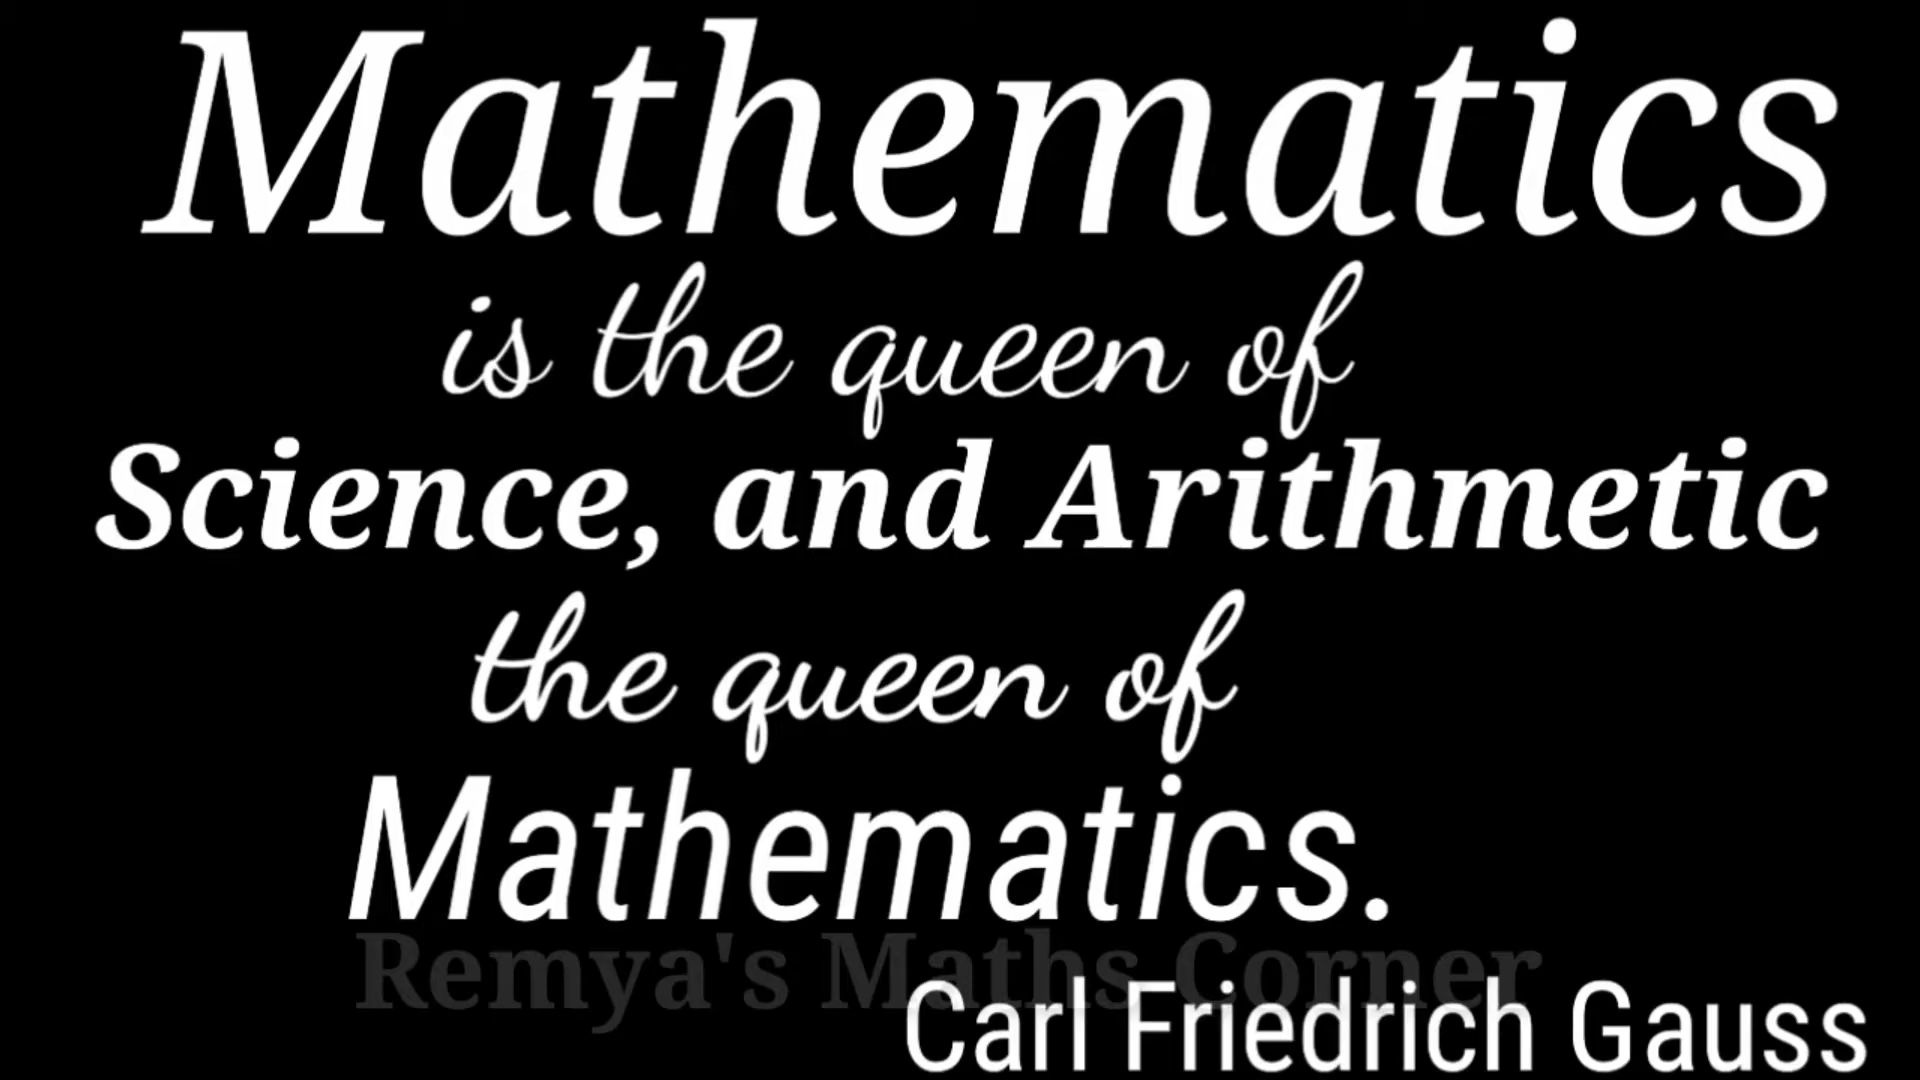 Mathematics
is the queen of
Science, and Arithmetic
the queen of
Mathematics.
Remya's Maths Corner
Carl Friedrich Gauss